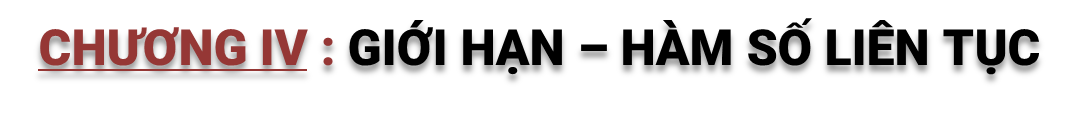 CHƯƠNG IV : GIỚI HẠN – HÀM SỐ LIÊN TỤC